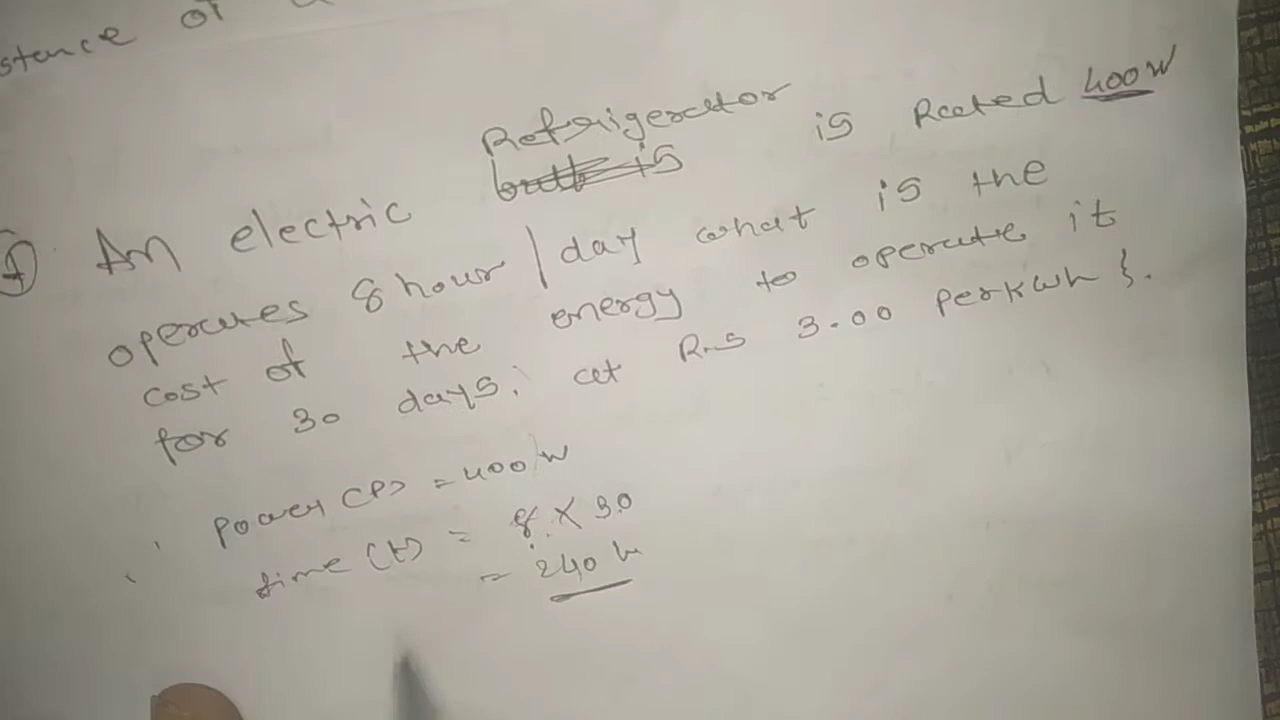 stance of
Refrigerator
An electric is Rated 400W
operates 8 hour / day what is the
cost of the energy to operate it
for 30 days, at Rs 3.00 per kwh }.
Power (P) = 400 W
time (t) = 8 × 30
= 240 h